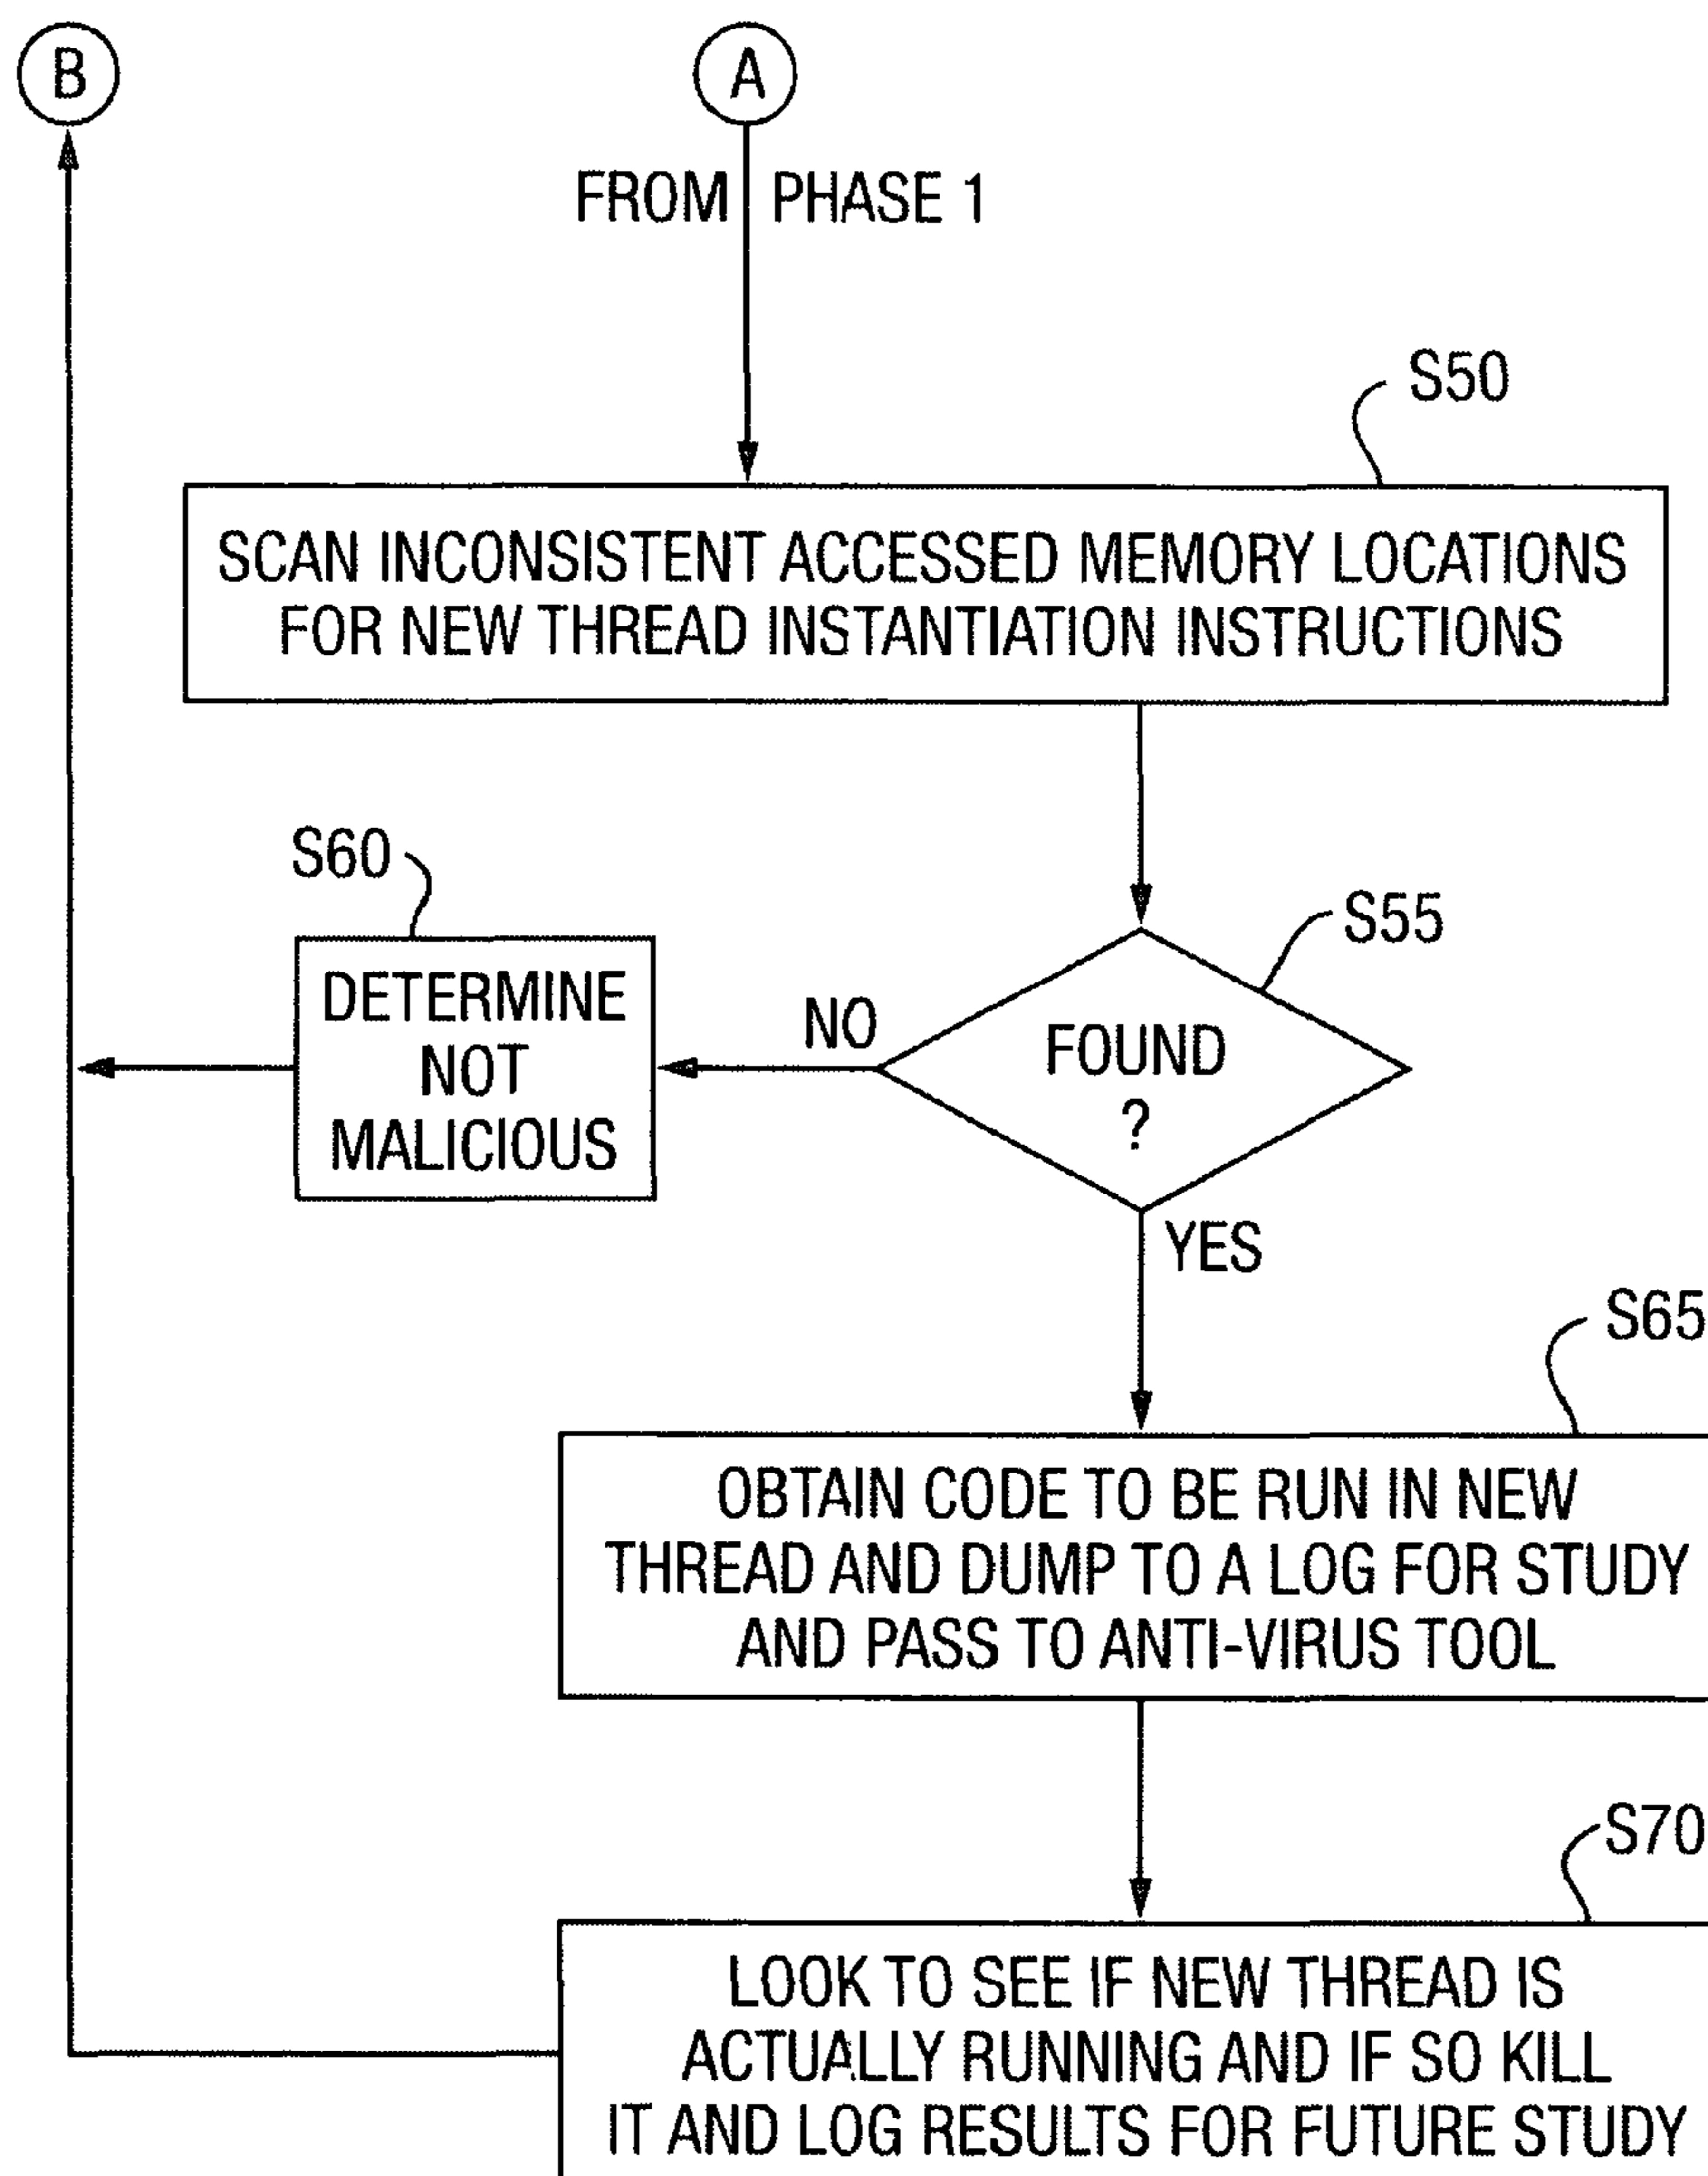 B
A
FROM PHASE 1
S50
SCAN INCONSISTENT ACCESSED MEMORY LOCATIONS
FOR NEW THREAD INSTANTIATION INSTRUCTIONS
S60
S55
DETERMINE
NOT
MALICIOUS
NO
FOUND
?
YES
S65
OBTAIN CODE TO BE RUN IN NEW
THREAD AND DUMP TO A LOG FOR STUDY
AND PASS TO ANTI-VIRUS TOOL
S70
LOOK TO SEE IF NEW THREAD IS
ACTUALLY RUNNING AND IF SO KILL
IT AND LOG RESULTS FOR FUTURE STUDY